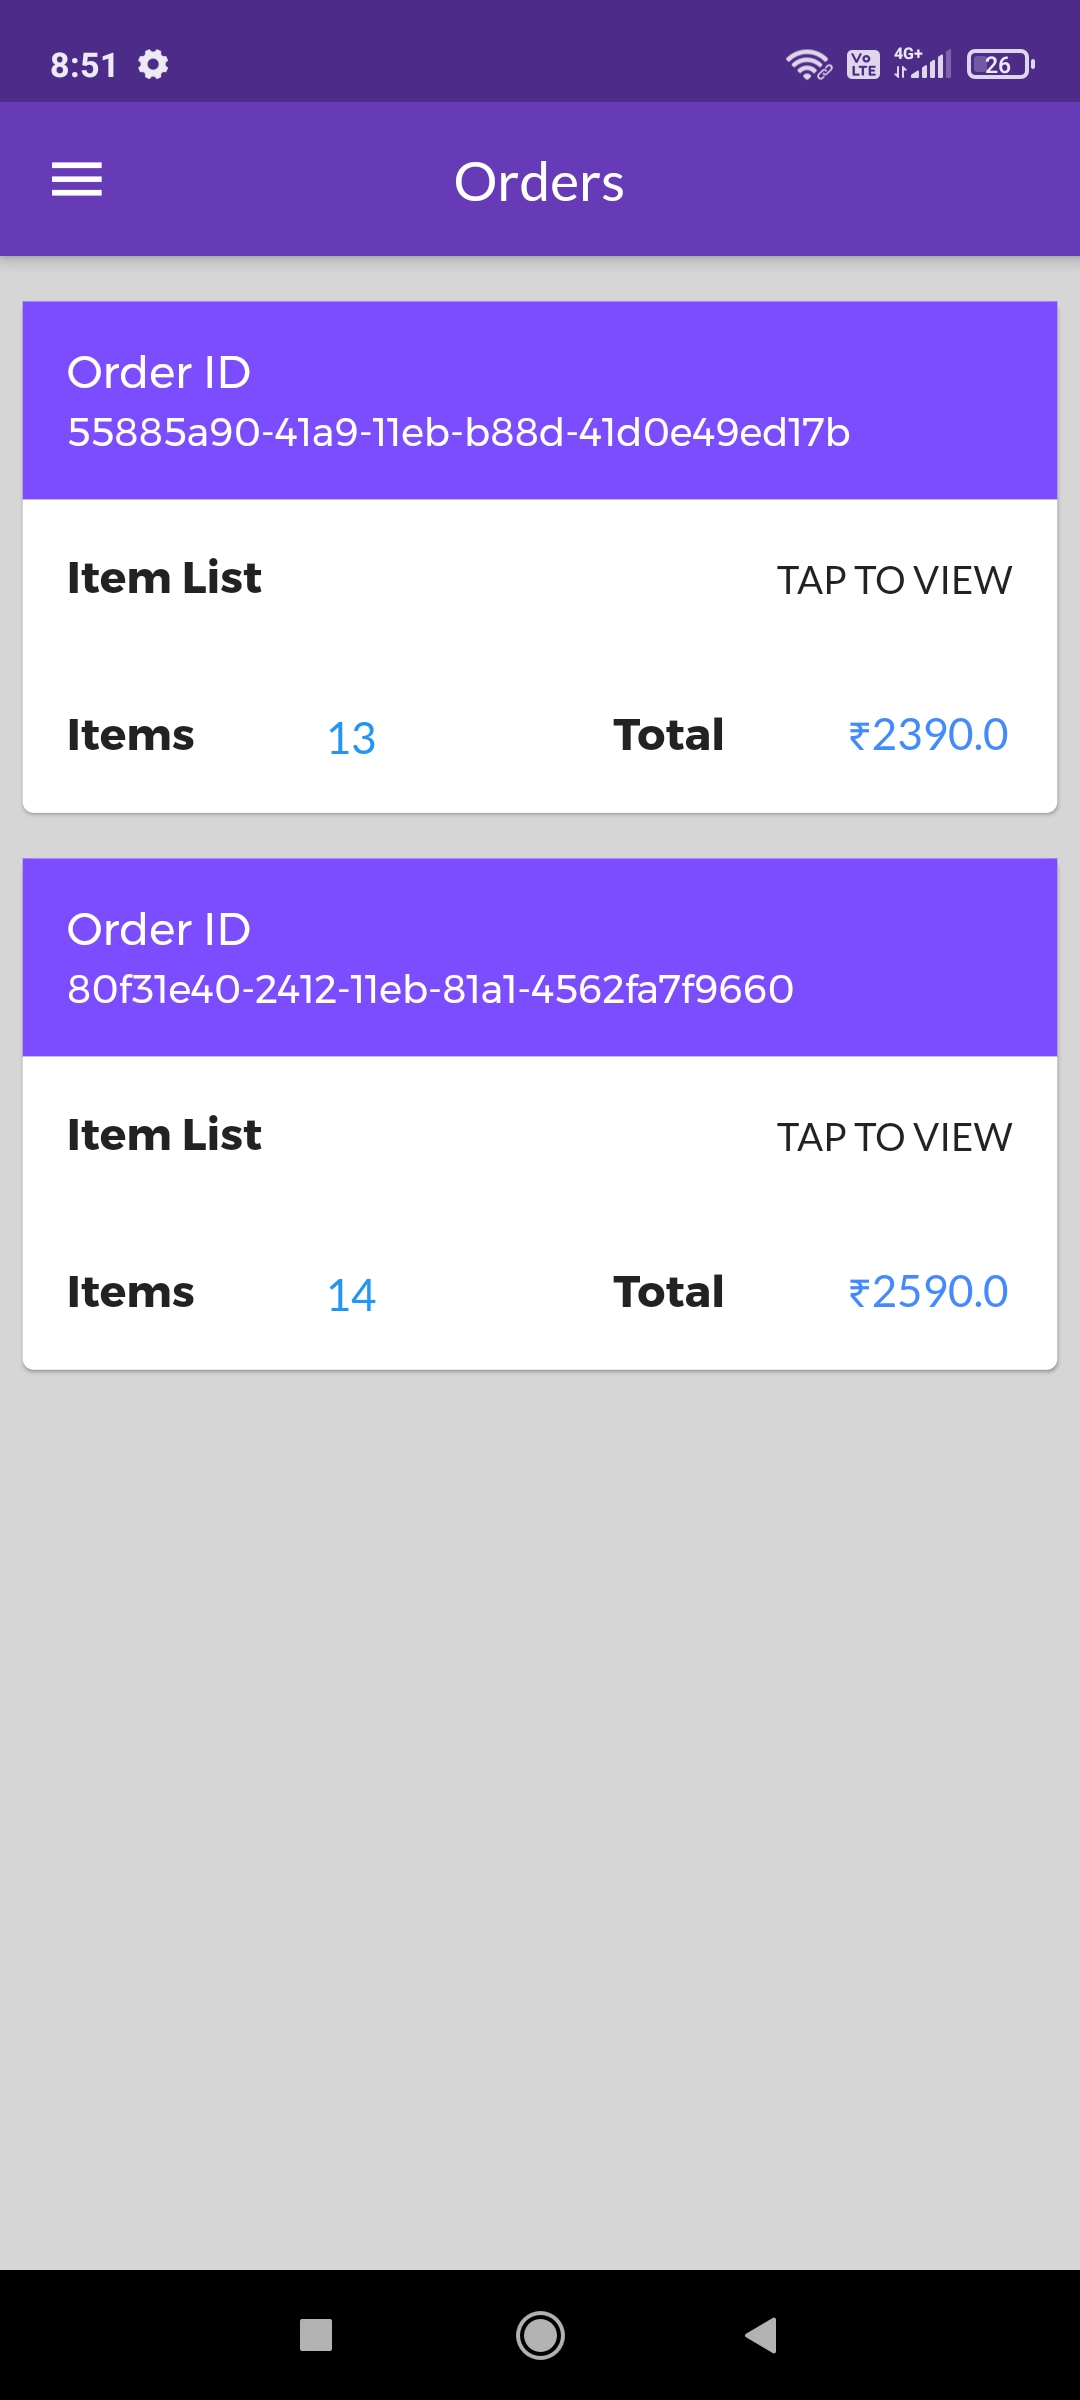 8:51 Vo LTE 4G+ 26
Orders
Order ID
55885a90-41a9-11eb-b88d-41d0e49ed17b
Item List TAP TO VIEW
Items 13 Total ₹2390.0
Order ID
80f31e40-2412-11eb-81a1-4562fa7f9660
Item List TAP TO VIEW
Items 14 Total ₹2590.0